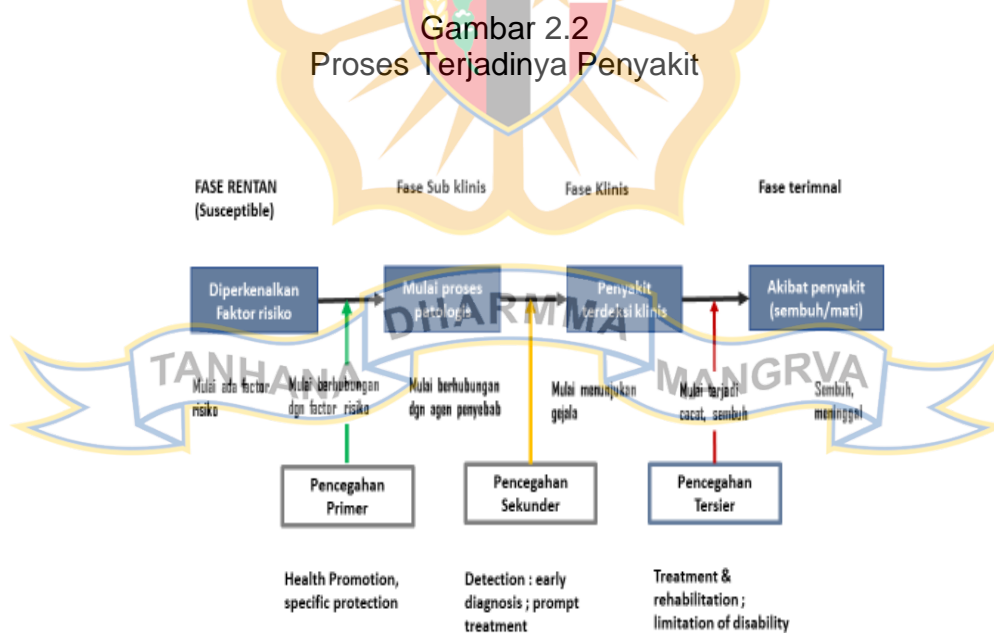 Gambar 2.2
Proses Terjadinya Penyakit
FASE RENTAN
(Susceptible)
Fase Sub klinis
Fase Klinis
Fase terimnal
Diperkenalkan
Faktor risiko
Mulai proses
patologis
Penyakit
terdeksi klinis
Akibat penyakit
(sembuh/mati)
TANHANA DHARMMA MANGRVA
Mulai ada factor
risiko
Mulai berhubungan
dgn factor risiko
Mulai berhubungan
dgn agen penyebab
Mulai menunjukan
gejala
Mulai terjadi
cacat, sembuh
Sembuh,
meninggal
Pencegahan
Primer
Pencegahan
Sekunder
Pencegahan
Tersier
Health Promotion,
specific protection
Detection : early
diagnosis ; prompt
treatment
Treatment &
rehabilitation ;
limitation of disability